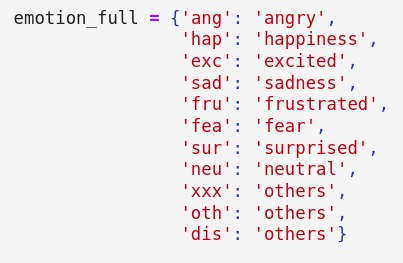 emotion_full = {'ang': 'angry',
'hap': 'happiness',
'exc': 'excited',
'sad': 'sadness',
'fru': 'frustrated',
'fea': 'fear',
'sur': 'surprised',
'neu': 'neutral',
'xxx': 'others',
'oth': 'others',
'dis': 'others'}